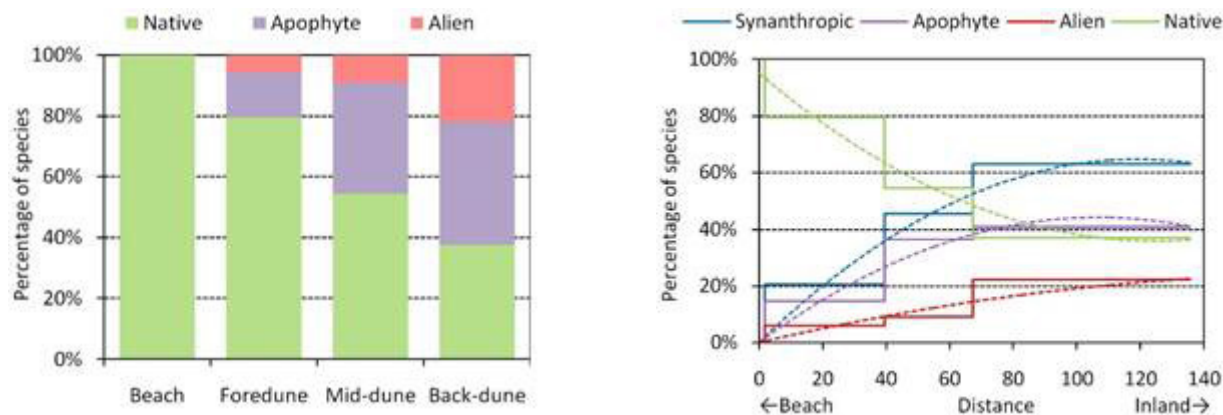 Native Apophyte Alien
100%
80%
60%
40%
20%
0%
Percentage of species
Beach Foredune Mid-dune Back-dune
Synanthropic Apophyte Alien Native
100%
80%
60%
40%
20%
0%
Percentage of species
0 20 40 60 80 100 120 140
←Beach Distance Inland→